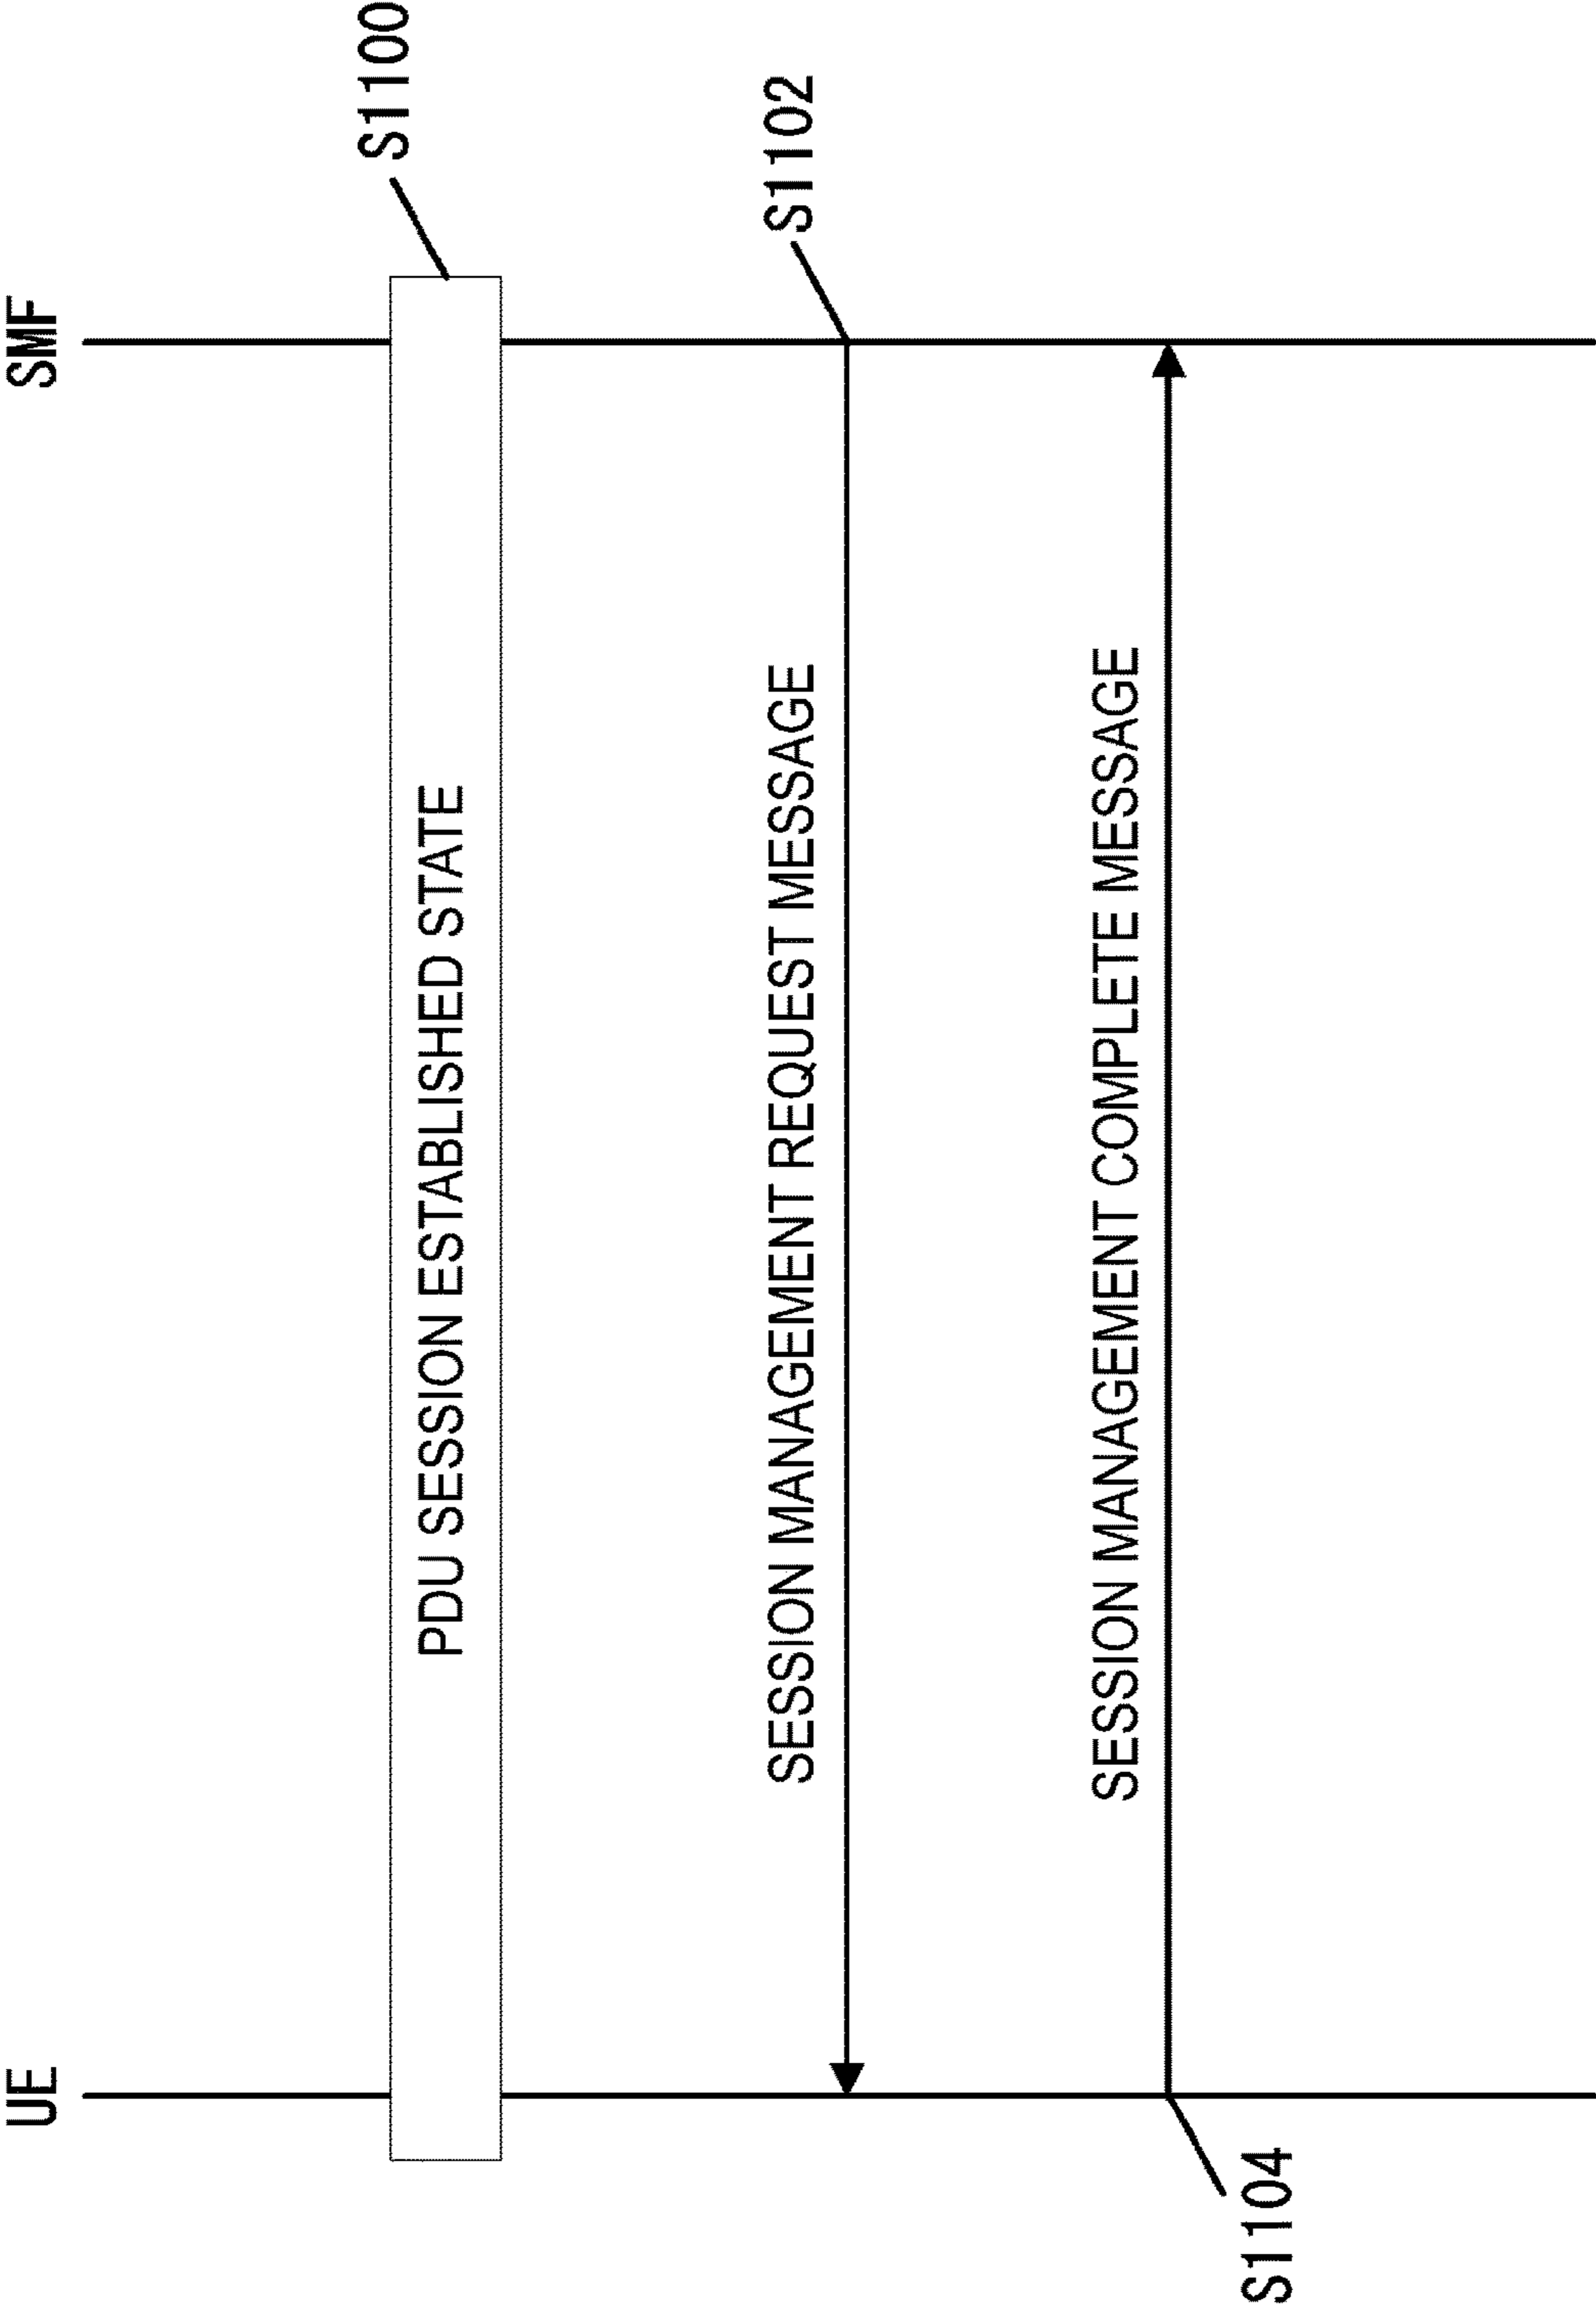 UE
SMF
S1100
PDU SESSION ESTABLISHED STATE
S1102
SESSION MANAGEMENT REQUEST MESSAGE
SESSION MANAGEMENT COMPLETE MESSAGE
S1104